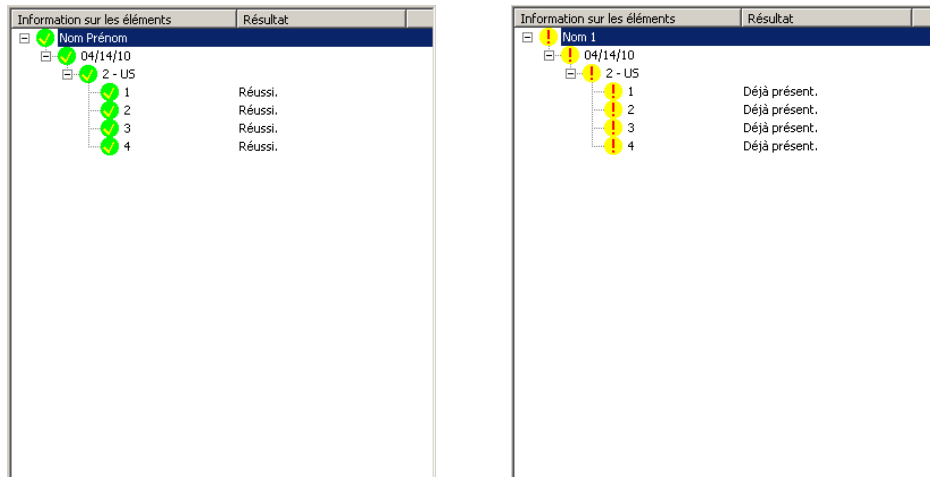 Information sur les éléments Résultat
Nom Prénom
04/14/10
2 - US
1 Réussi.
2 Réussi.
3 Réussi.
4 Réussi.
Information sur les éléments Résultat
Nom 1
04/14/10
2 - US
1 Déjà présent.
2 Déjà présent.
3 Déjà présent.
4 Déjà présent.